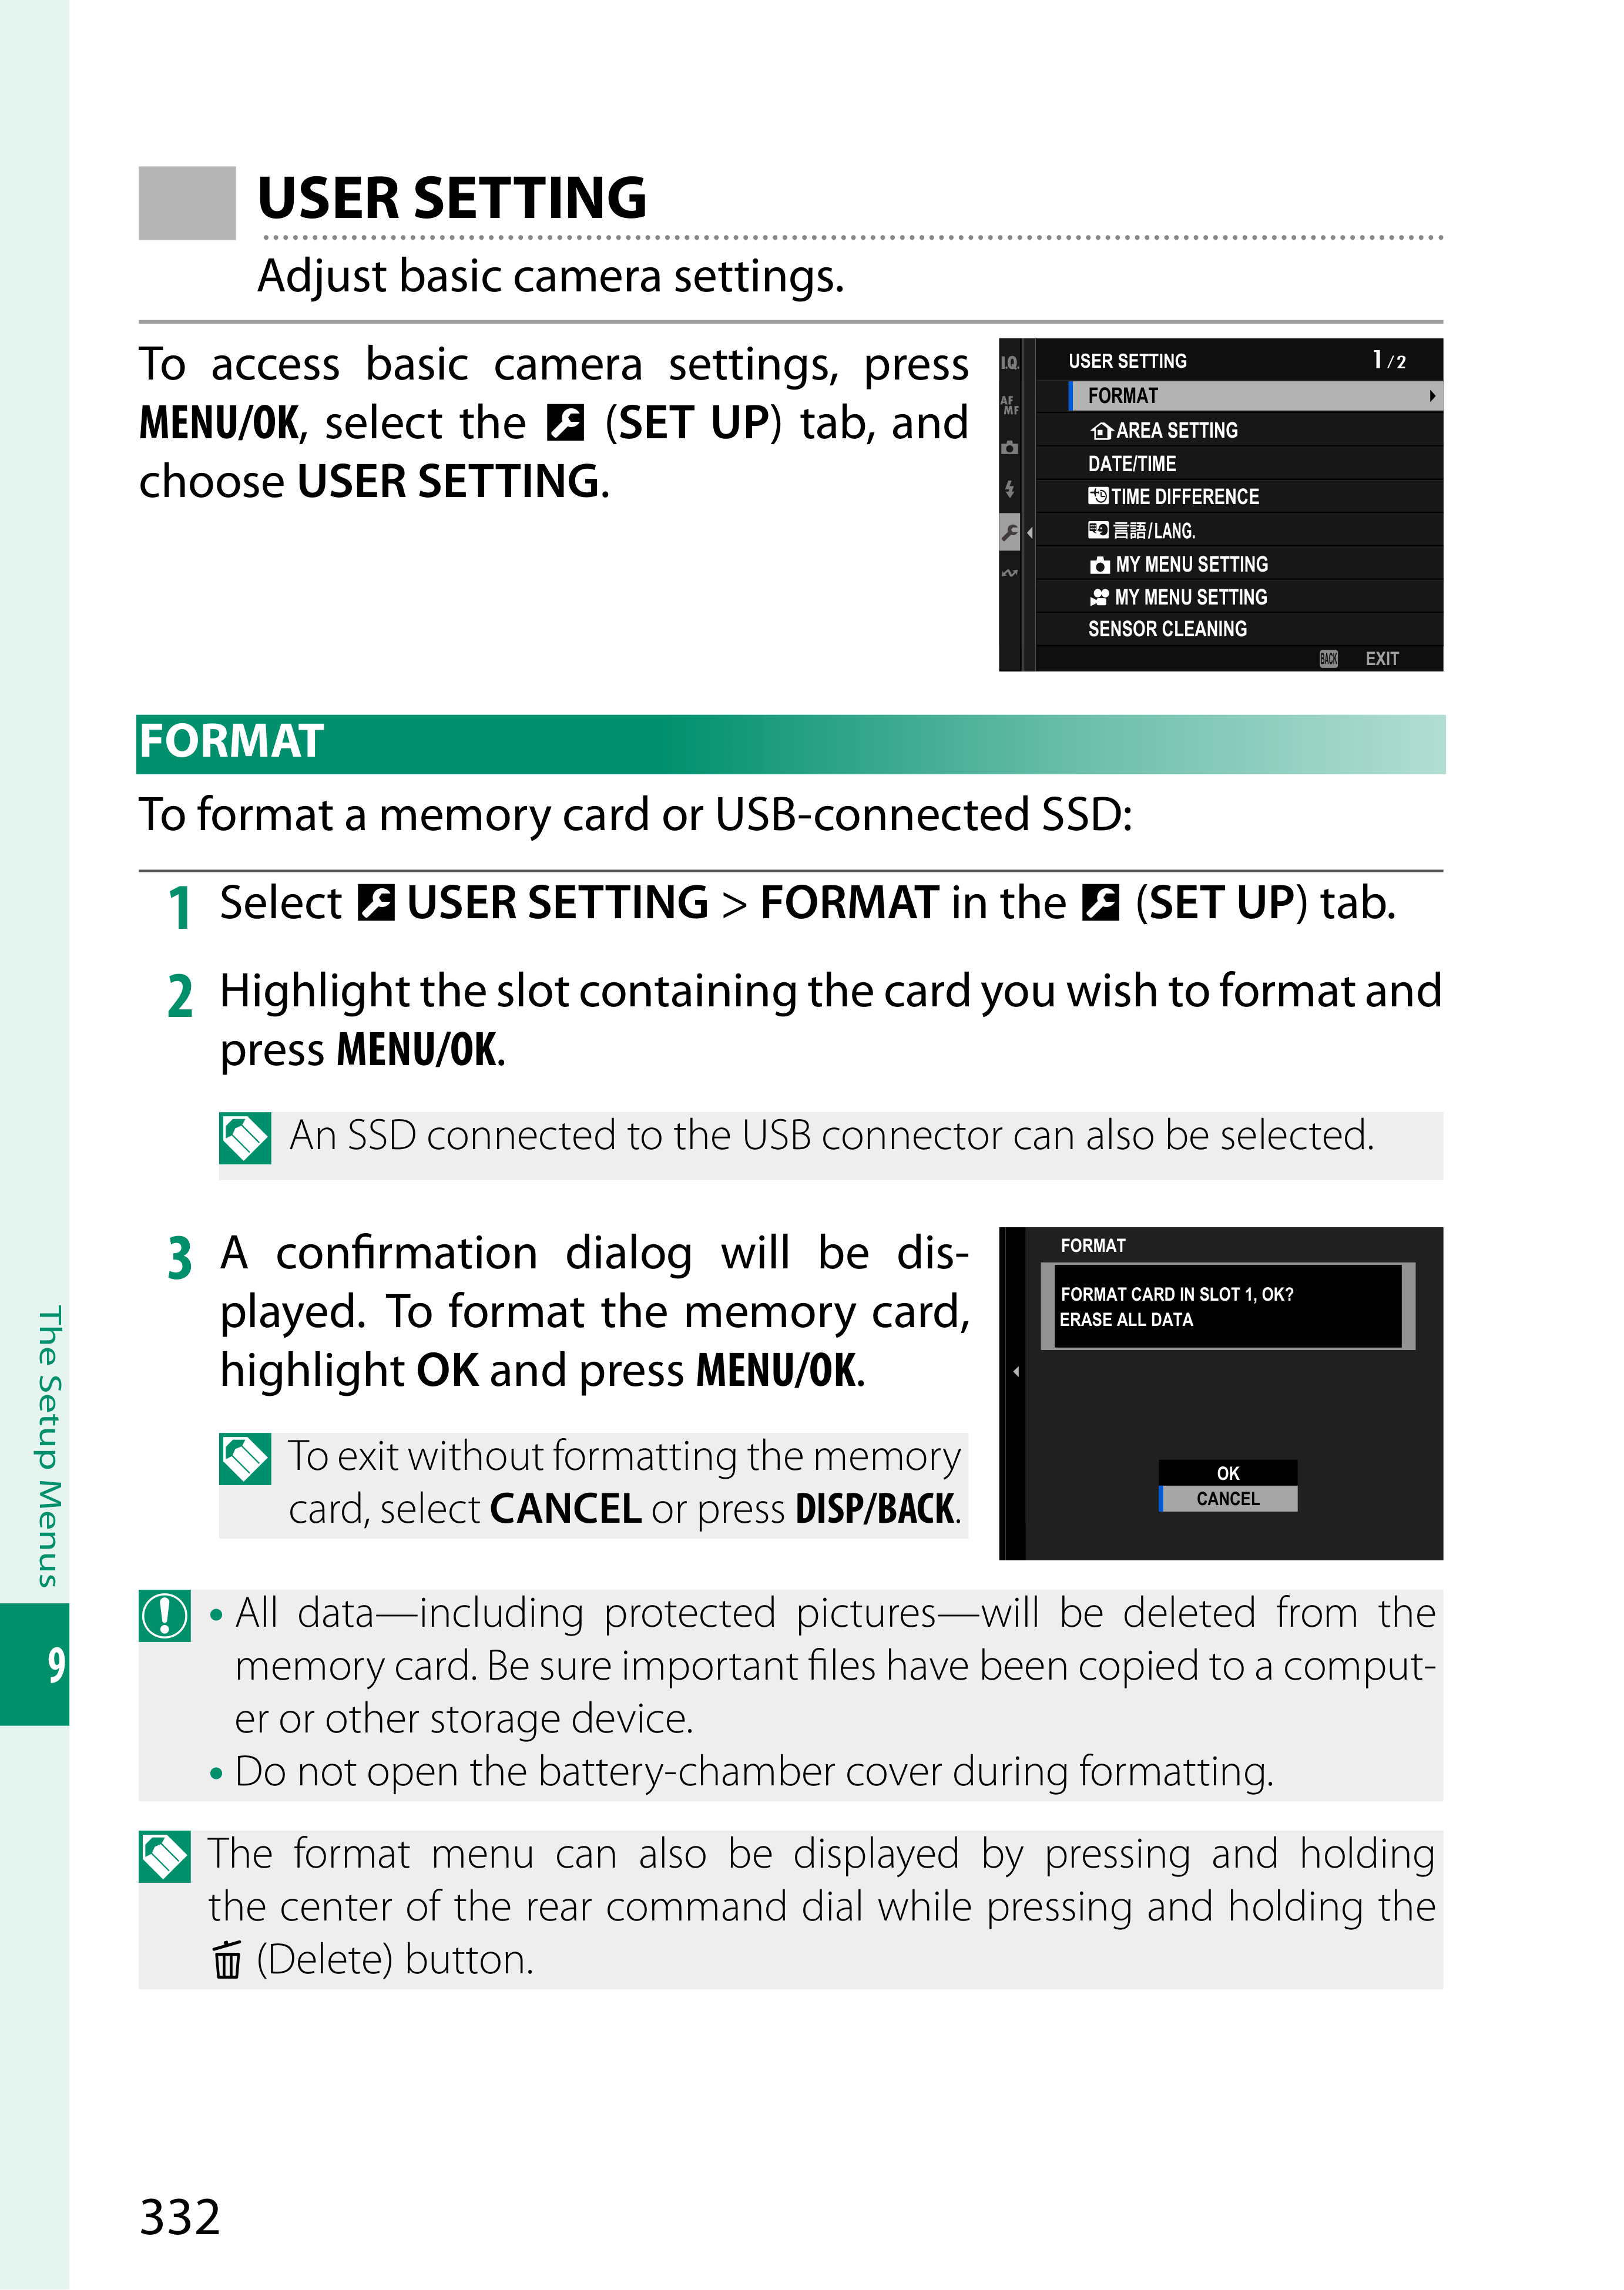 USER SETTING
Adjust basic camera settings.
To access basic camera settings, press
MENU/OK, select the (SET UP) tab, and
choose USER SETTING.
I.Q.
AF
MF
USER SETTING 1/2
FORMAT
AREA SETTING
DATE/TIME
TIME DIFFERENCE
言語/LANG.
MY MENU SETTING
MY MENU SETTING
SENSOR CLEANING
BACK EXIT
FORMAT
To format a memory card or USB-connected SSD:
1 Select USER SETTING > FORMAT in the (SET UP) tab.
2 Highlight the slot containing the card you wish to format and
press MENU/OK.
An SSD connected to the USB connector can also be selected.
3 A confirmation dialog will be dis-
played. To format the memory card,
highlight OK and press MENU/OK.
To exit without formatting the memory
card, select CANCEL or press DISP/BACK.
FORMAT
FORMAT CARD IN SLOT 1, OK?
ERASE ALL DATA
OK
CANCEL
• All data—including protected pictures—will be deleted from the
memory card. Be sure important files have been copied to a comput-
er or other storage device.
• Do not open the battery-chamber cover during formatting.
The format menu can also be displayed by pressing and holding
the center of the rear command dial while pressing and holding the
(Delete) button.
The Setup Menus
9
332